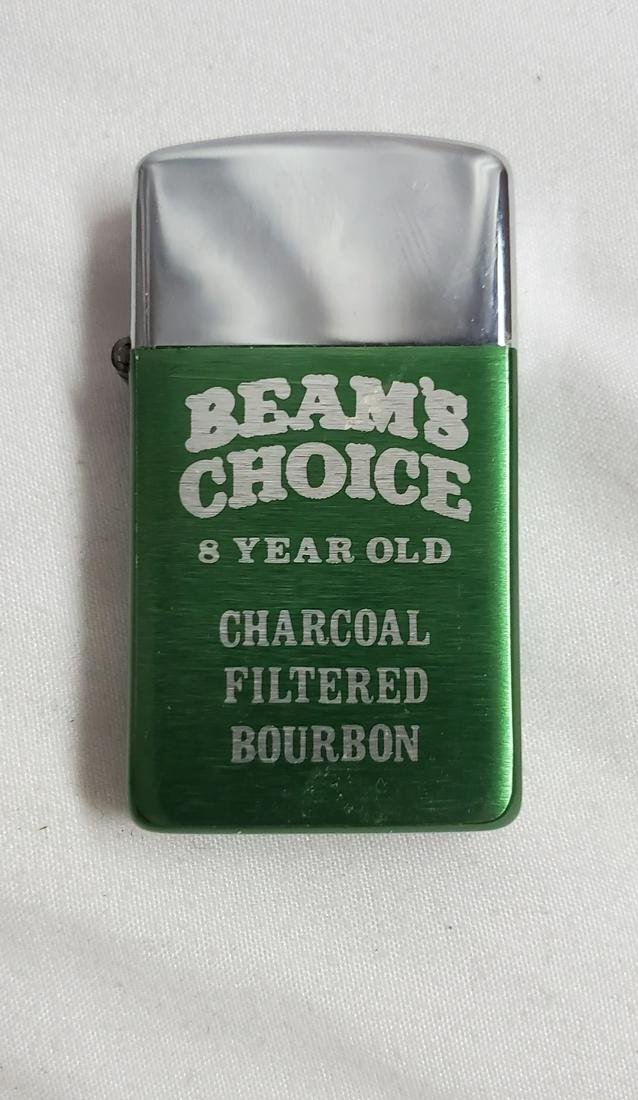 BEAM'S
CHOICE
8 YEAR OLD
CHARCOAL
FILTERED
BOURBON